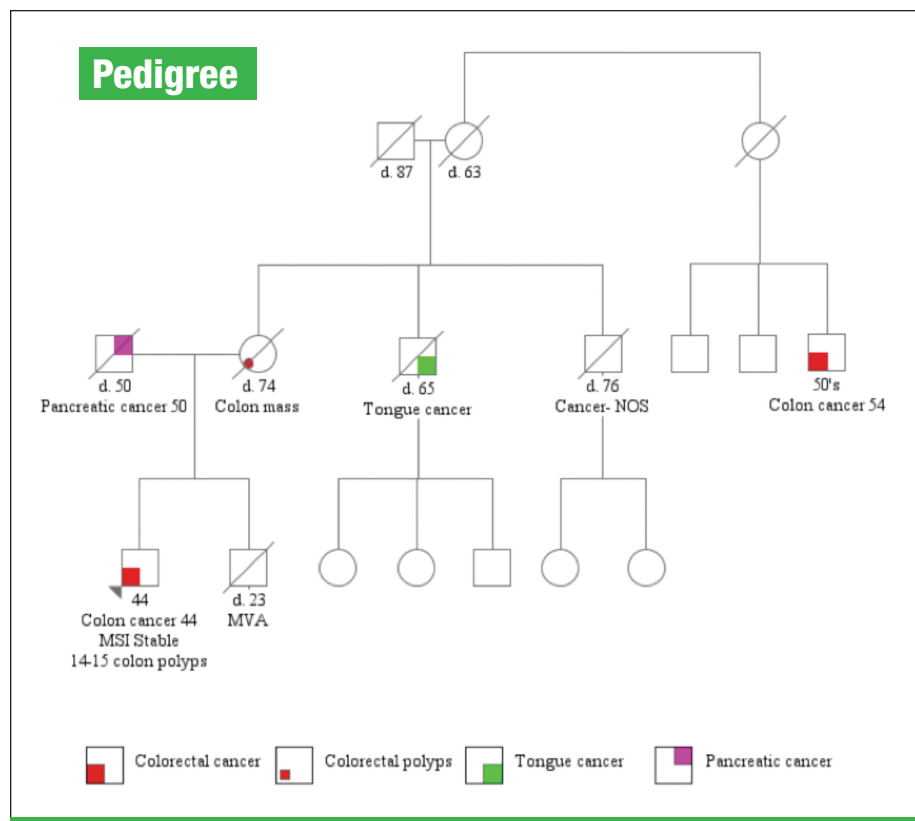 Pedigree
d. 87
d. 63
d. 50
Pancreatic cancer 50
d. 74
Colon mass
d. 65
Tongue cancer
d. 76
Cancer- NOS
50's
Colon cancer 54
44
Colon cancer 44
MSI Stable
14-15 colon polyps
d. 23
MVA
Colorectal cancer
Colorectal polyps
Tongue cancer
Pancreatic cancer